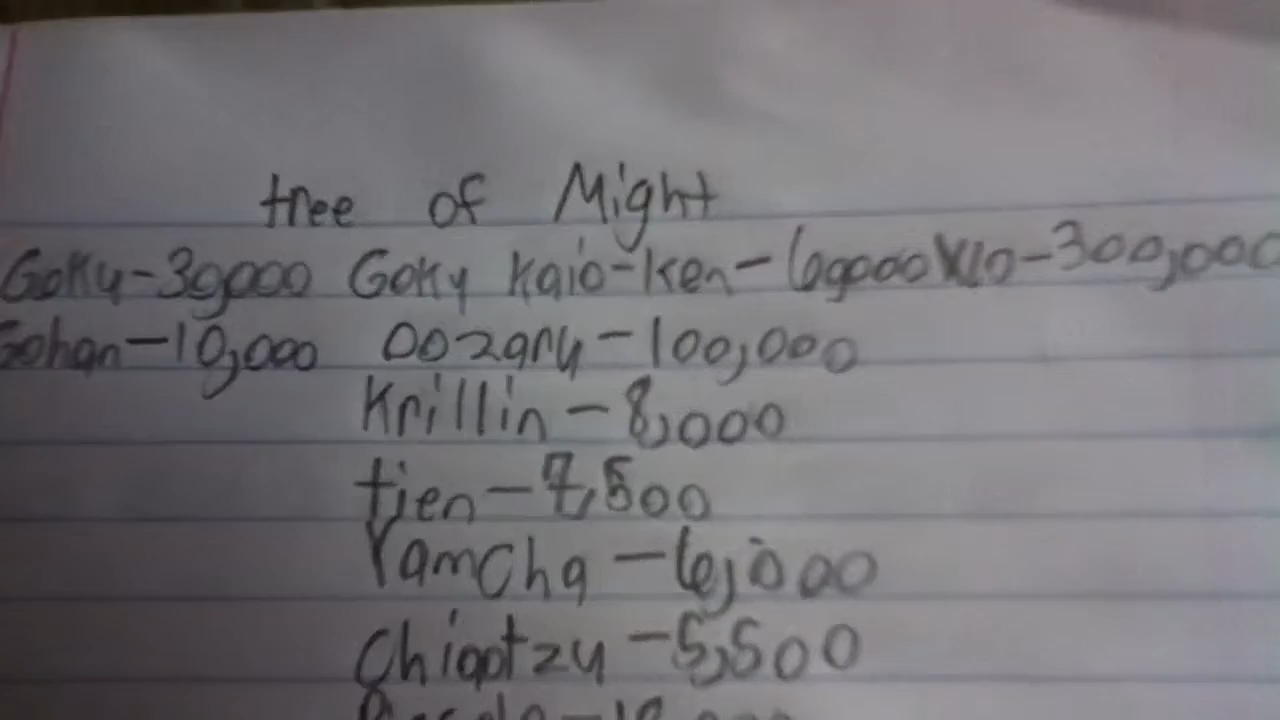 tree of Might
Goku-30,000 Goku Kaio-Ken-60,000 X10-300,000
Gohan-10,000 Oozaru-100,000
Krillin-8,000
tien-7,500
Yamcha-6,000
Chiaotzu-5,500